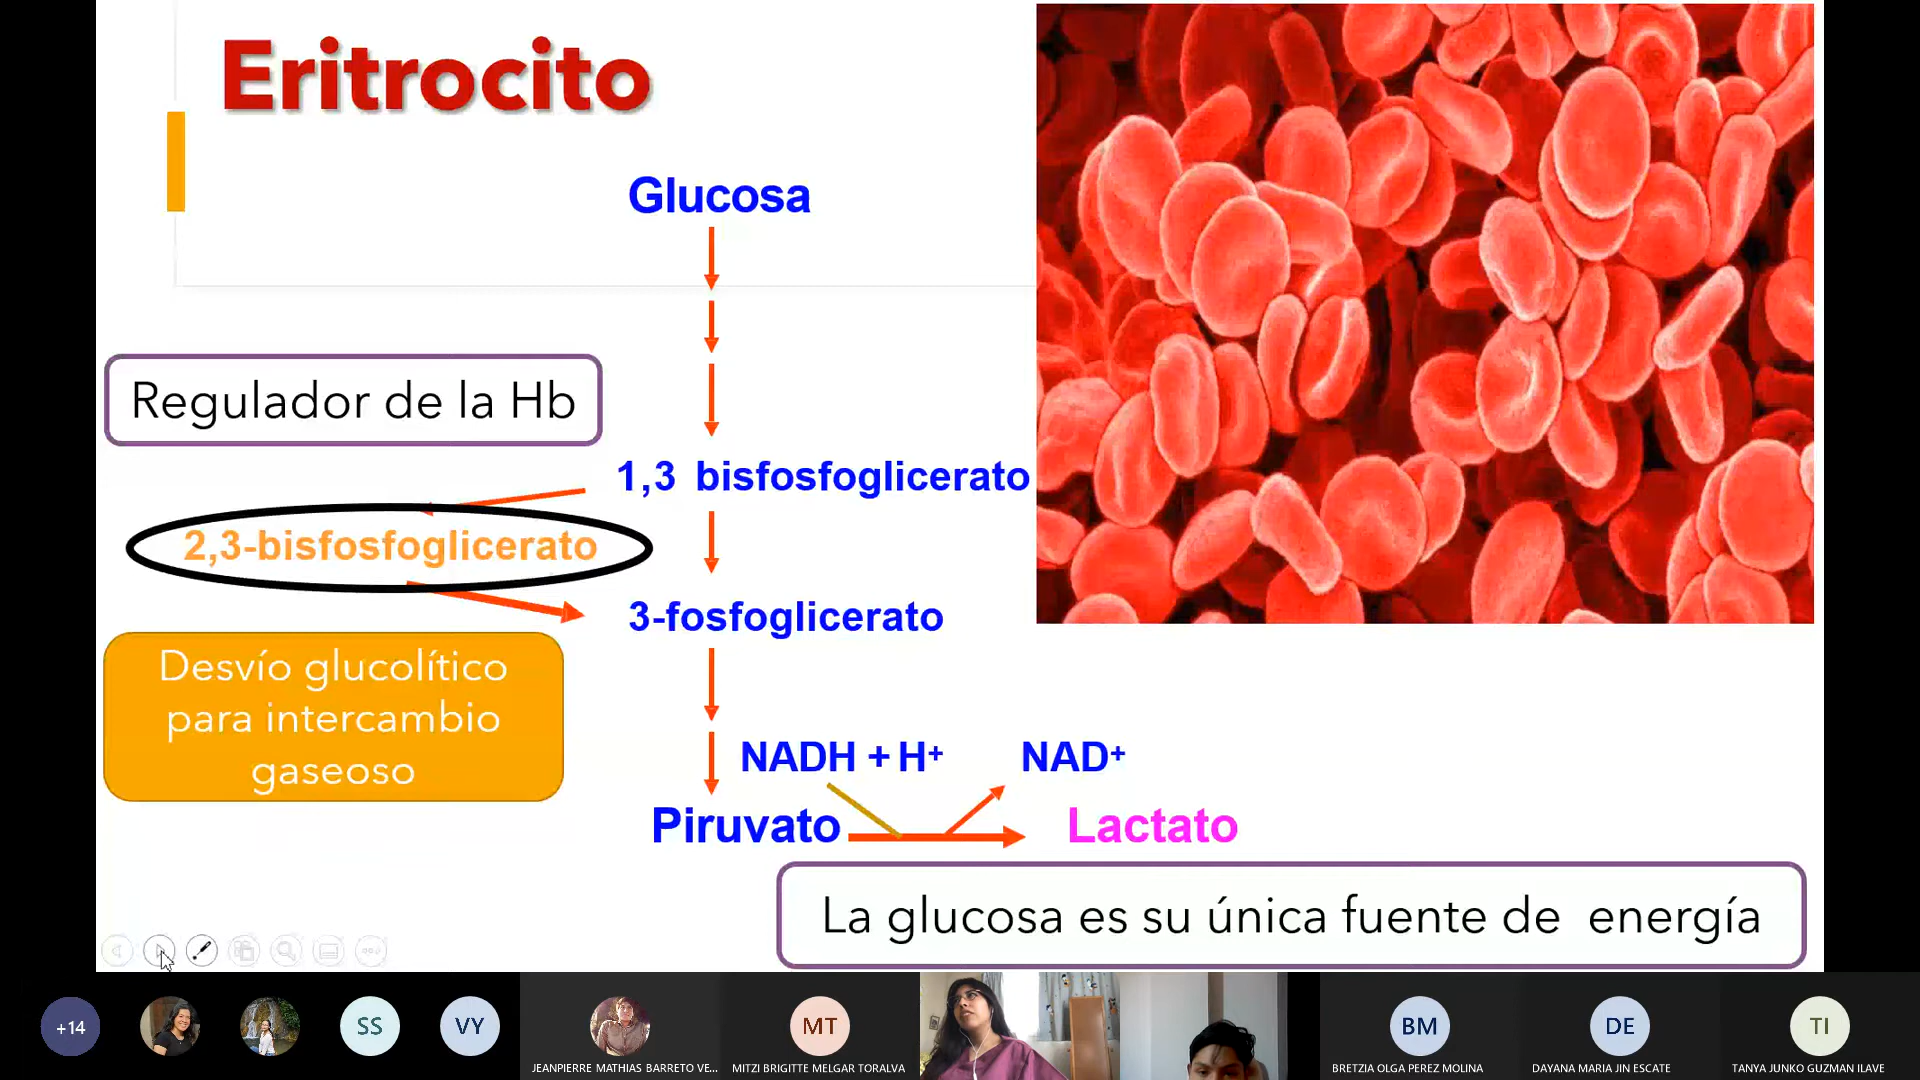 Eritrocito
Glucosa
Regulador de la Hb
1,3 bisfosfoglicerato
2,3-bisfosfoglicerato
3-fosfoglicerato
Desvío glucolítico
para intercambio
gaseoso
NADH + H⁺ NAD⁺
Piruvato Lactato
La glucosa es su única fuente de energía
+14
SS
VY
JEANPIERRE MATHIAS BARRETO VE...
MT
MITZI BRIGITTE MELGAR TORALVA
BM
BRETZIA OLGA PEREZ MOLINA
DE
DAYANA MARIA JIN ESCATE
TI
TANYA JUNKO GUZMAN ILAVE